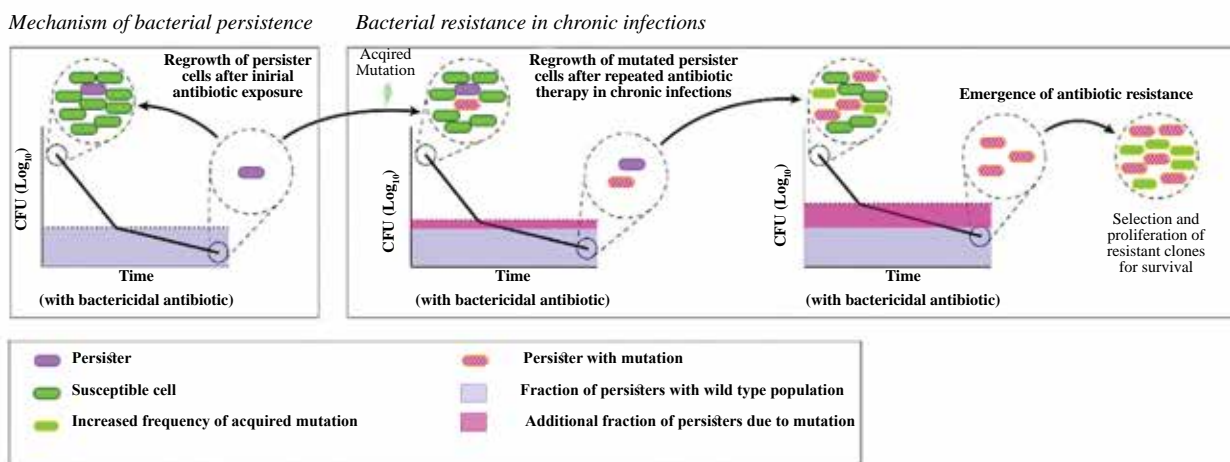 Mechanism of bacterial persistence
Bacterial resistance in chronic infections
Regrowth of persister
cells after inirial
antibiotic exposure
CFU (Log10)
Time
(with bactericidal antibiotic)
Acquired
Mutation
Regrowth of mutated persister
cells after repeated antibiotic
therapy in chronic infections
CFU (Log10)
Time
(with bactericidal antibiotic)
Emergence of antibiotic resistance
CFU (Log10)
Time
(with bactericidal antibiotic)
Selection and
proliferation of
resistant clones
for survival
Persister
Susceptible cell
Increased frequency of acquired mutation
Persister with mutation
Fraction of persisters with wild type population
Additional fraction of persisters due to mutation